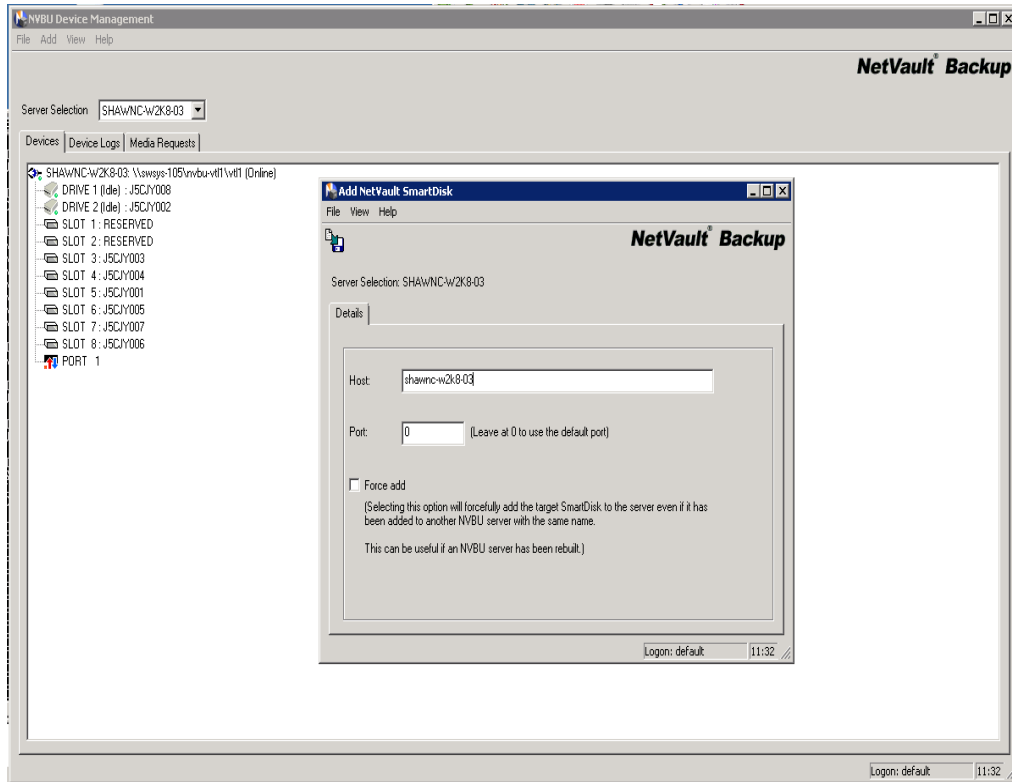 NVBU Device Management
File Add View Help
NetVault® Backup
Server Selection SHAWNC-W2K8-03
Devices Device Logs Media Requests
SHAWNC-W2K8-03: \\swsys-105\nvbu-vtl1\vtl1 (Online)
DRIVE 1 (Idle) : J5CJY008
DRIVE 2 (Idle) : J5CJY002
SLOT 1 : RESERVED
SLOT 2 : RESERVED
SLOT 3 : J5CJY003
SLOT 4 : J5CJY004
SLOT 5 : J5CJY001
SLOT 6 : J5CJY005
SLOT 7 : J5CJY007
SLOT 8 : J5CJY006
PORT 1
Add NetVault SmartDisk
File View Help
NetVault® Backup
Server Selection: SHAWNC-W2K8-03
Details
Host: shawnc-w2k8-03
Port: 0 (Leave at 0 to use the default port)
Force add
(Selecting this option will forcefully add the target SmartDisk to the server even if it has
been added to another NVBU server with the same name.
This can be useful if an NVBU server has been rebuilt.)
Logon: default 11:32
Logon: default 11:32